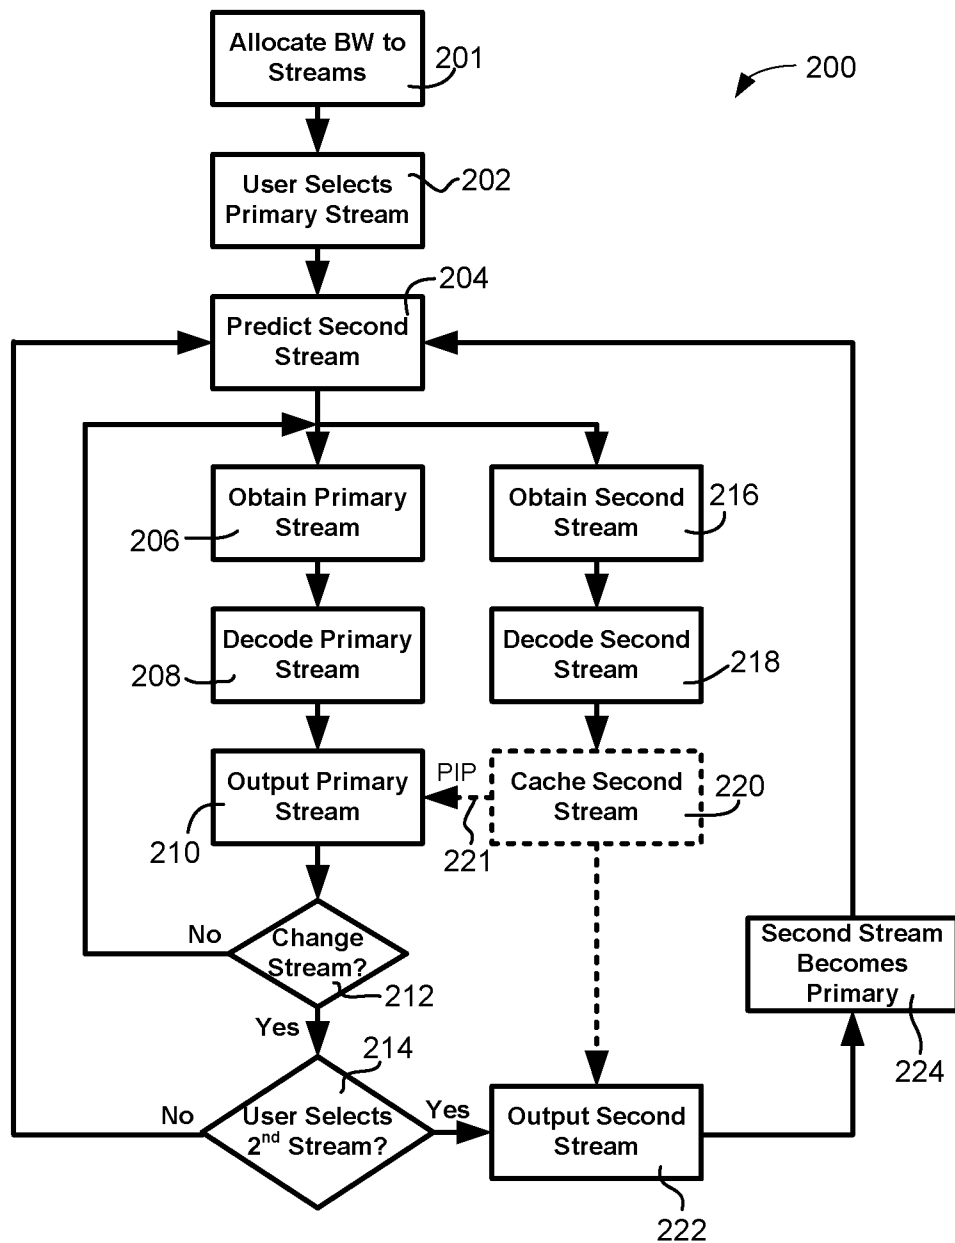 Allocate BW to
Streams
201
200
User Selects
Primary Stream
202
204
Predict Second
Stream
Obtain Primary
Stream
206
Obtain Second
Stream
216
Decode Primary
Stream
208
Decode Second
Stream
218
Output Primary
Stream
210
PIP
221
Cache Second
Stream
220
No
Change
Stream?
212
Yes
Second Stream
Becomes
Primary
224
214
No
User Selects
2nd Stream?
Yes
Output Second
Stream
222